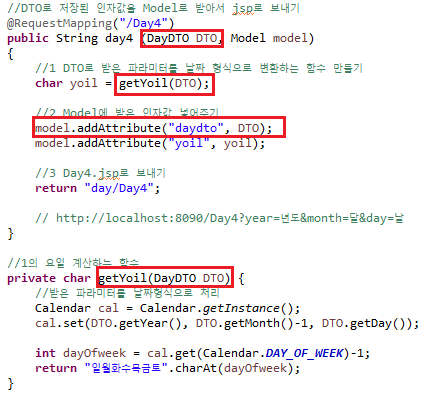 //DTO로 저장된 인자값을 Model로 받아서 jsp로 보내기
@RequestMapping("/Day4")
public String day4 (DayDTO DTO, Model model)
{
//1 DTO로 받은 파라미터를 날짜 형식으로 변환하는 함수 만들기
char yoil = getYoil(DTO);
//2 Model에 받은 인자값 넣어주기
model.addAttribute("daydto", DTO);
model.addAttribute("yoil", yoil);
//3 Day4.jsp로 보내기
return "day/Day4";
// http://localhost:8090/Day4?year=년도&month=달&day=날
}
//1의 요일 계산하는 함수
private char getYoil(DayDTO DTO) {
//받은 파라미터를 날짜형식으로 처리
Calendar cal = Calendar.getInstance();
cal.set(DTO.getYear(), DTO.getMonth()-1, DTO.getDay());
int dayOfweek = cal.get(Calendar.DAY_OF_WEEK)-1;
return "일월화수목금토".charAt(dayOfweek);
}